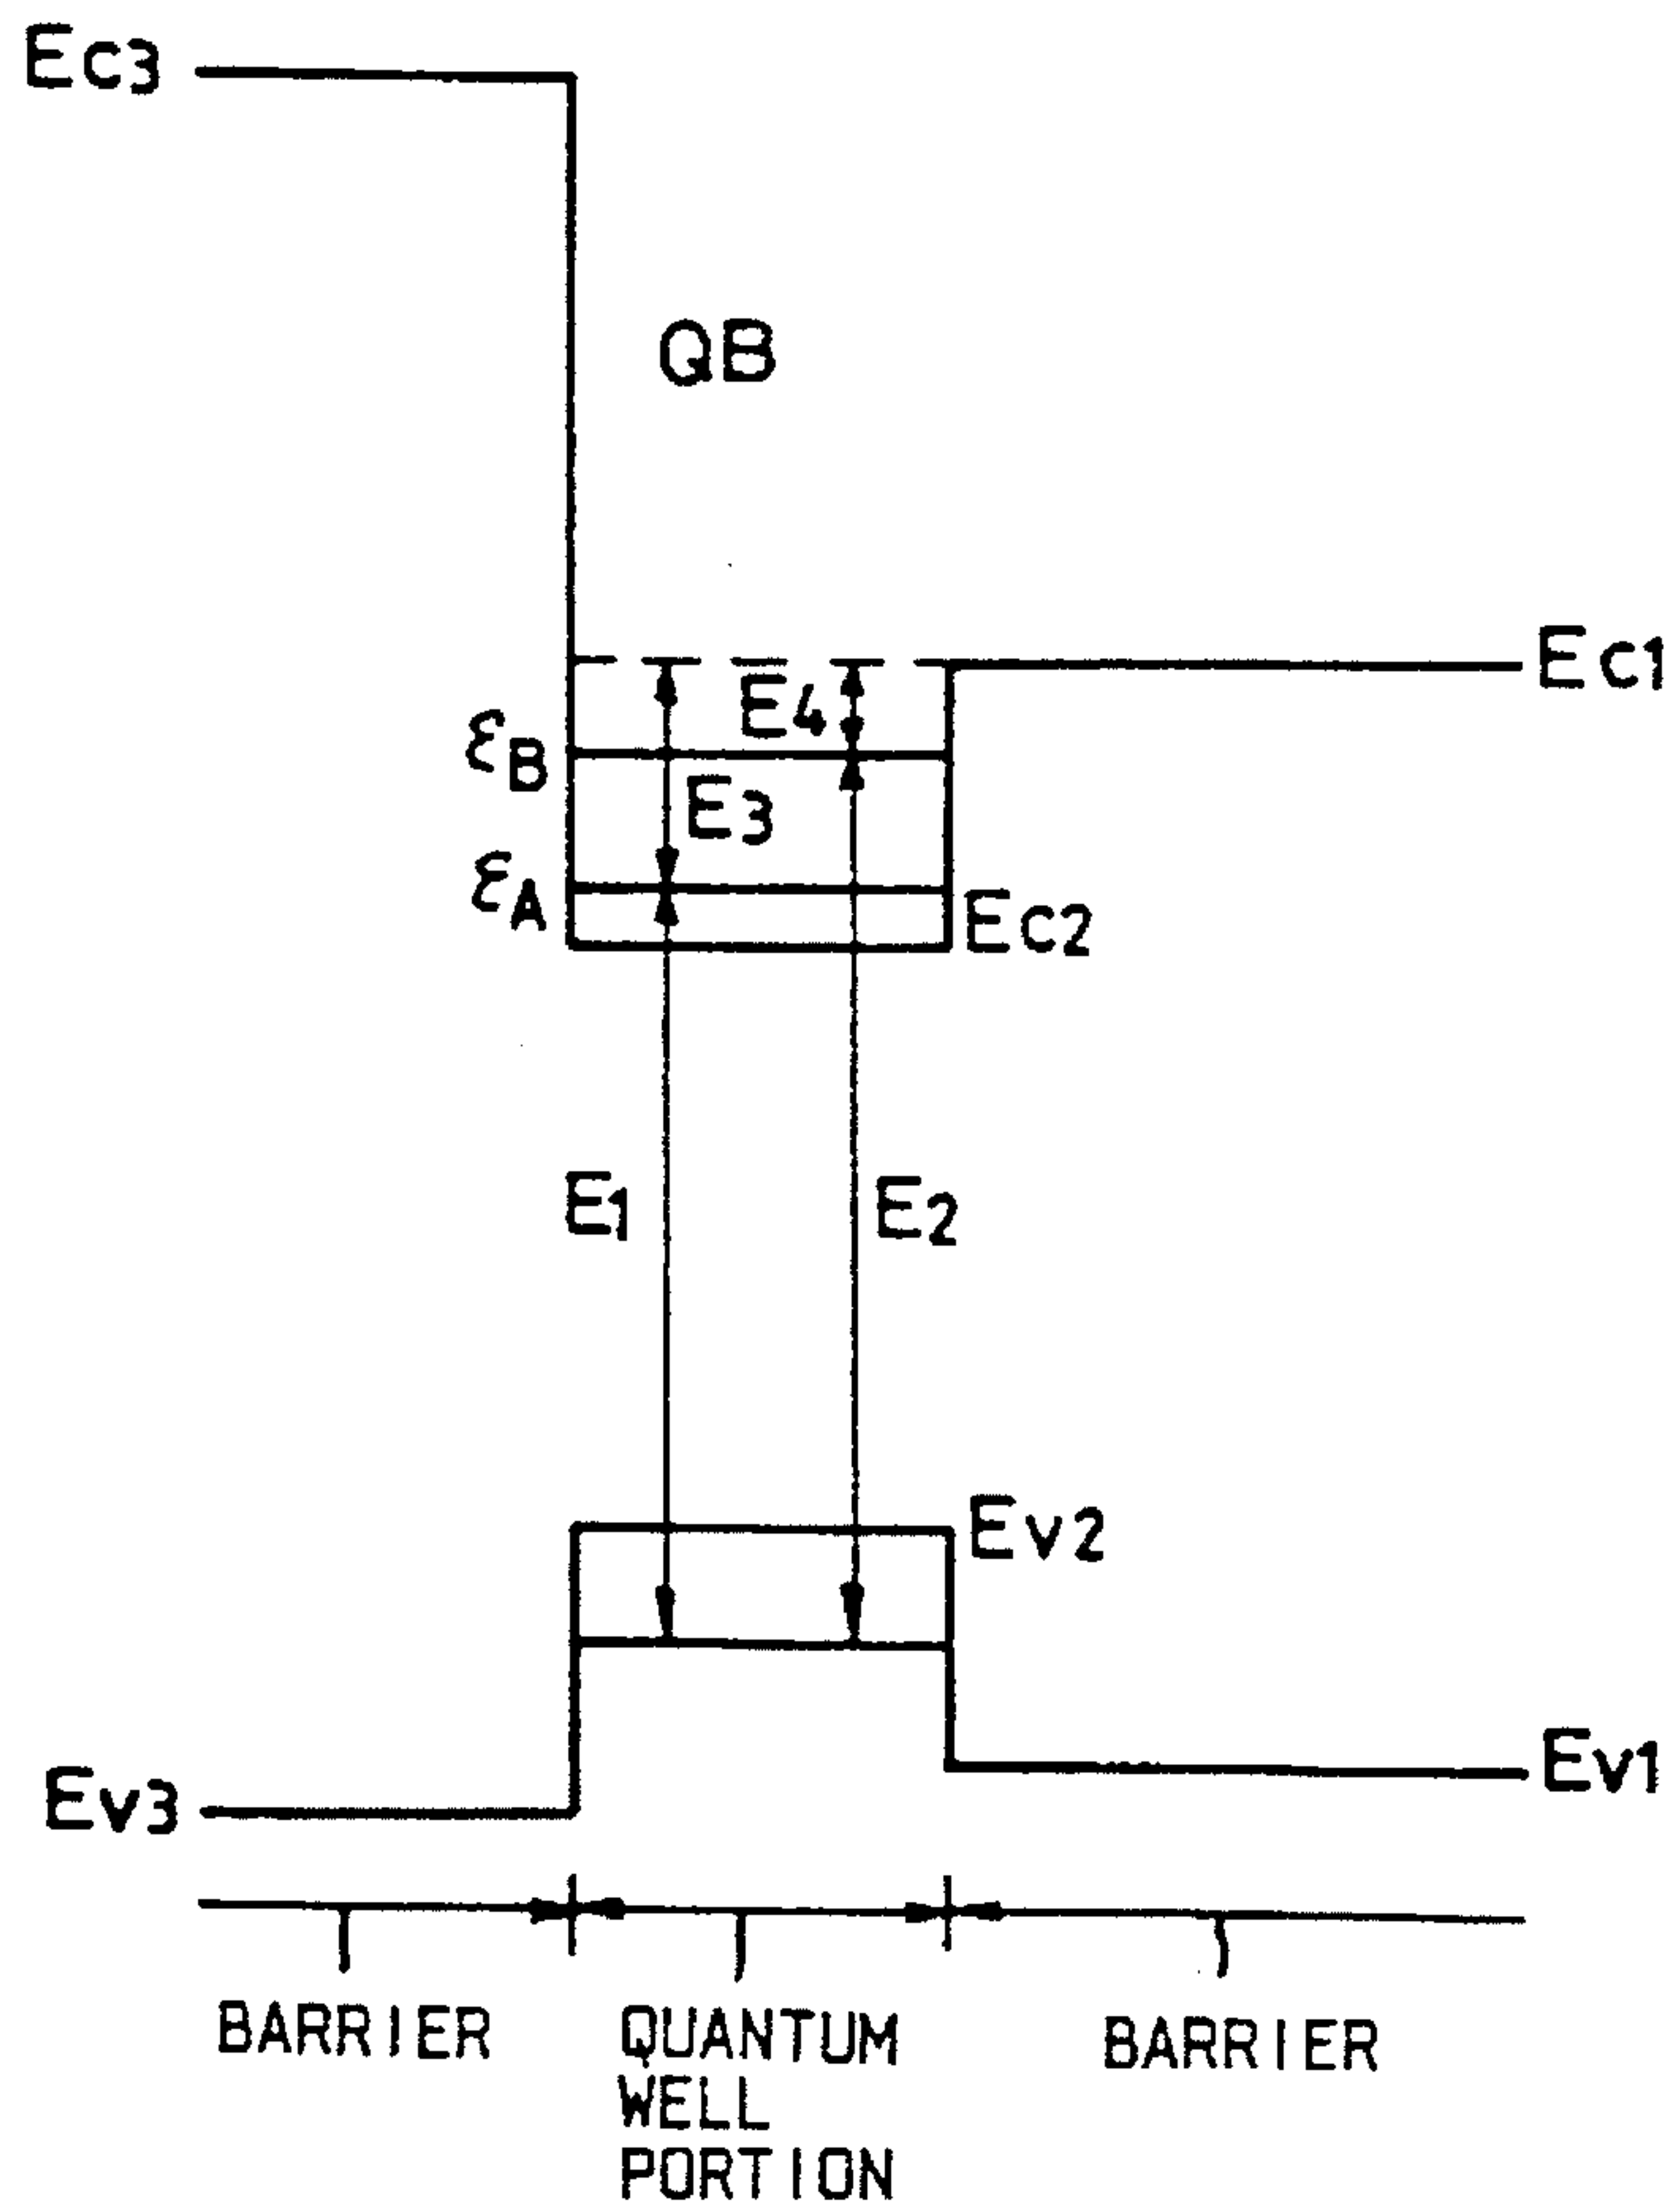 Ec3
QB
Ec1
E4
εB
E3
εA
Ec2
E1
E2
Ev2
Ev1
Ev3
BARRIER
QUANTUM
WELL
PORTION
BARRIER